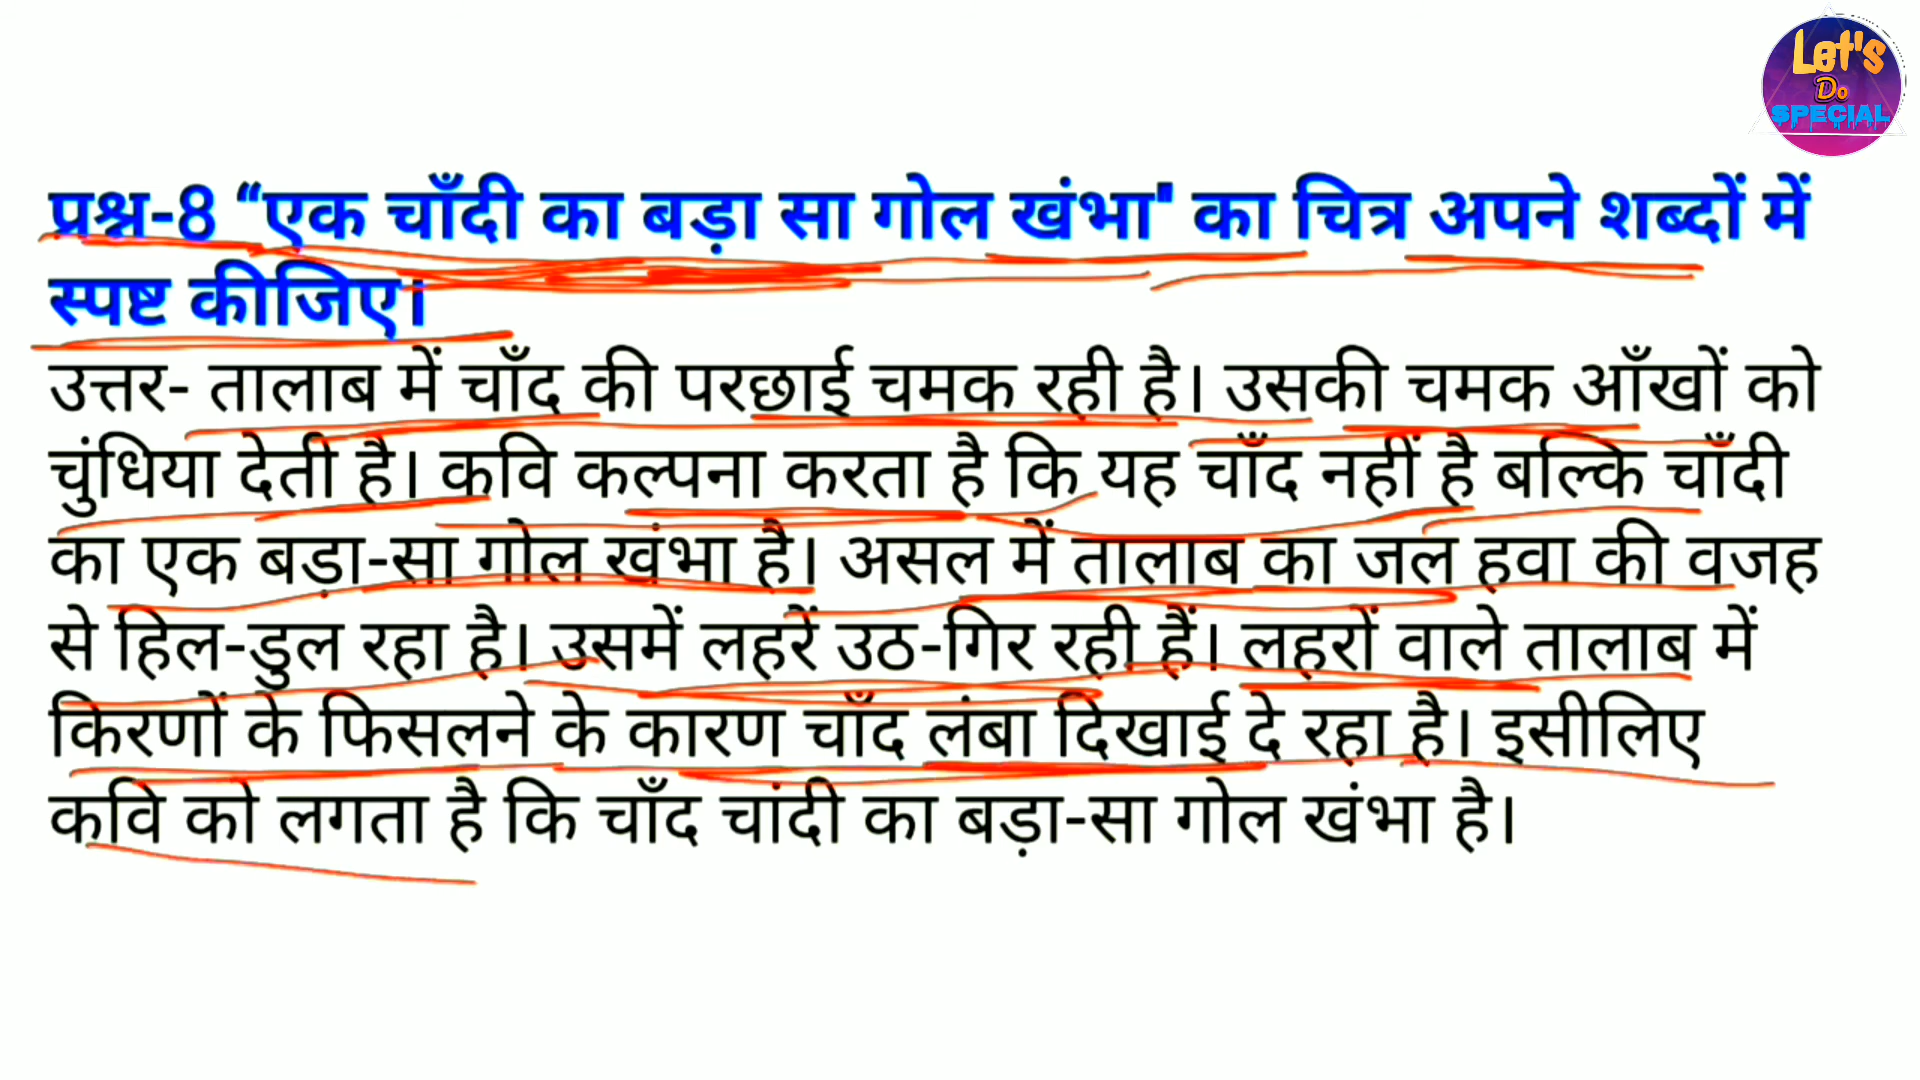 Let's
Do
SPECIAL
प्रश्न-8 “एक चाँदी का बड़ा सा गोल खंभा" का चित्र अपने शब्दों में
स्पष्ट कीजिए।
उत्तर- तालाब में चाँद की परछाई चमक रही है। उसकी चमक आँखों को
चुंधिया देती है। कवि कल्पना करता है कि यह चाँद नहीं है बल्कि चाँदी
का एक बड़ा-सा गोल खंभा है। असल में तालाब का जल हवा की वजह
से हिल-डुल रहा है। उसमें लहरें उठ-गिर रही हैं। लहरों वाले तालाब में
किरणों के फिसलने के कारण चाँद लंबा दिखाई दे रहा है। इसीलिए
कवि को लगता है कि चाँद चांदी का बड़ा-सा गोल खंभा है।